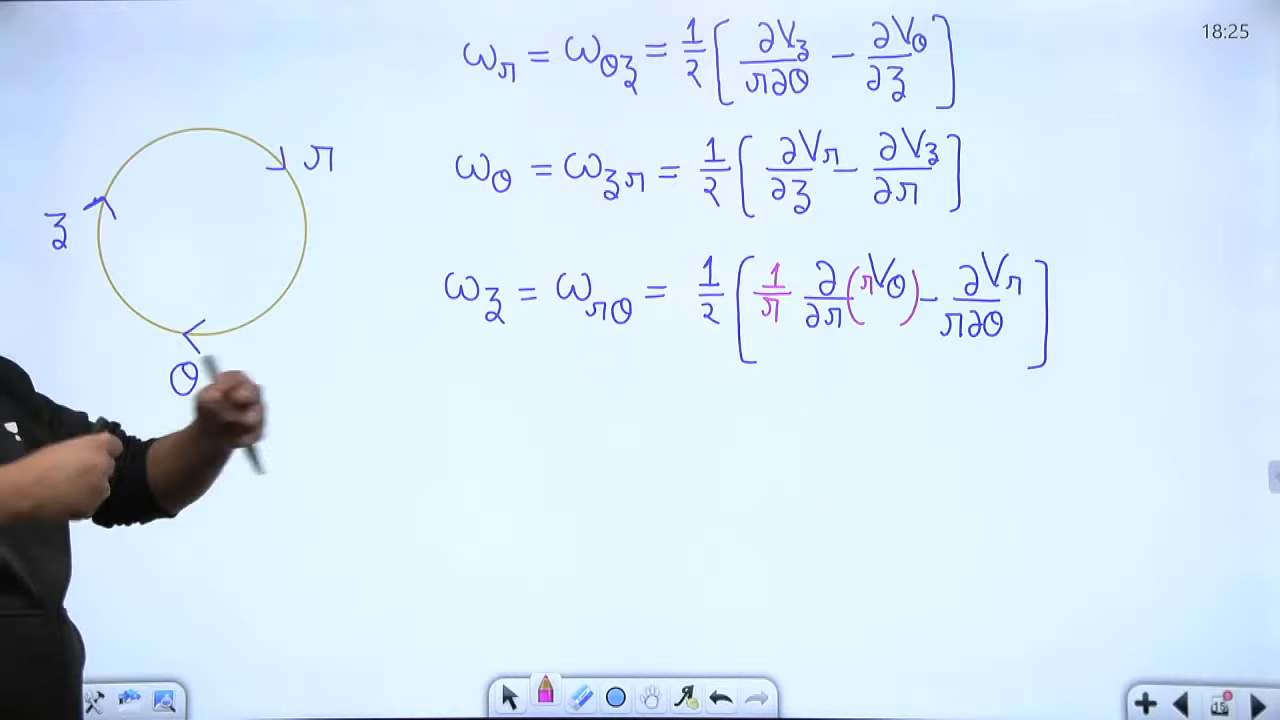 18:25
ω_r = ω_θz = 1/2 [ ∂V_z/r∂θ − ∂V_θ/∂z ]
ω_θ = ω_zr = 1/2 [ ∂V_r/∂z − ∂V_z/∂r ]
ω_z = ω_rθ = 1/2 [ 1/r ∂/∂r (rV_θ) − ∂V_r/r∂θ ]
r
z
θ
15